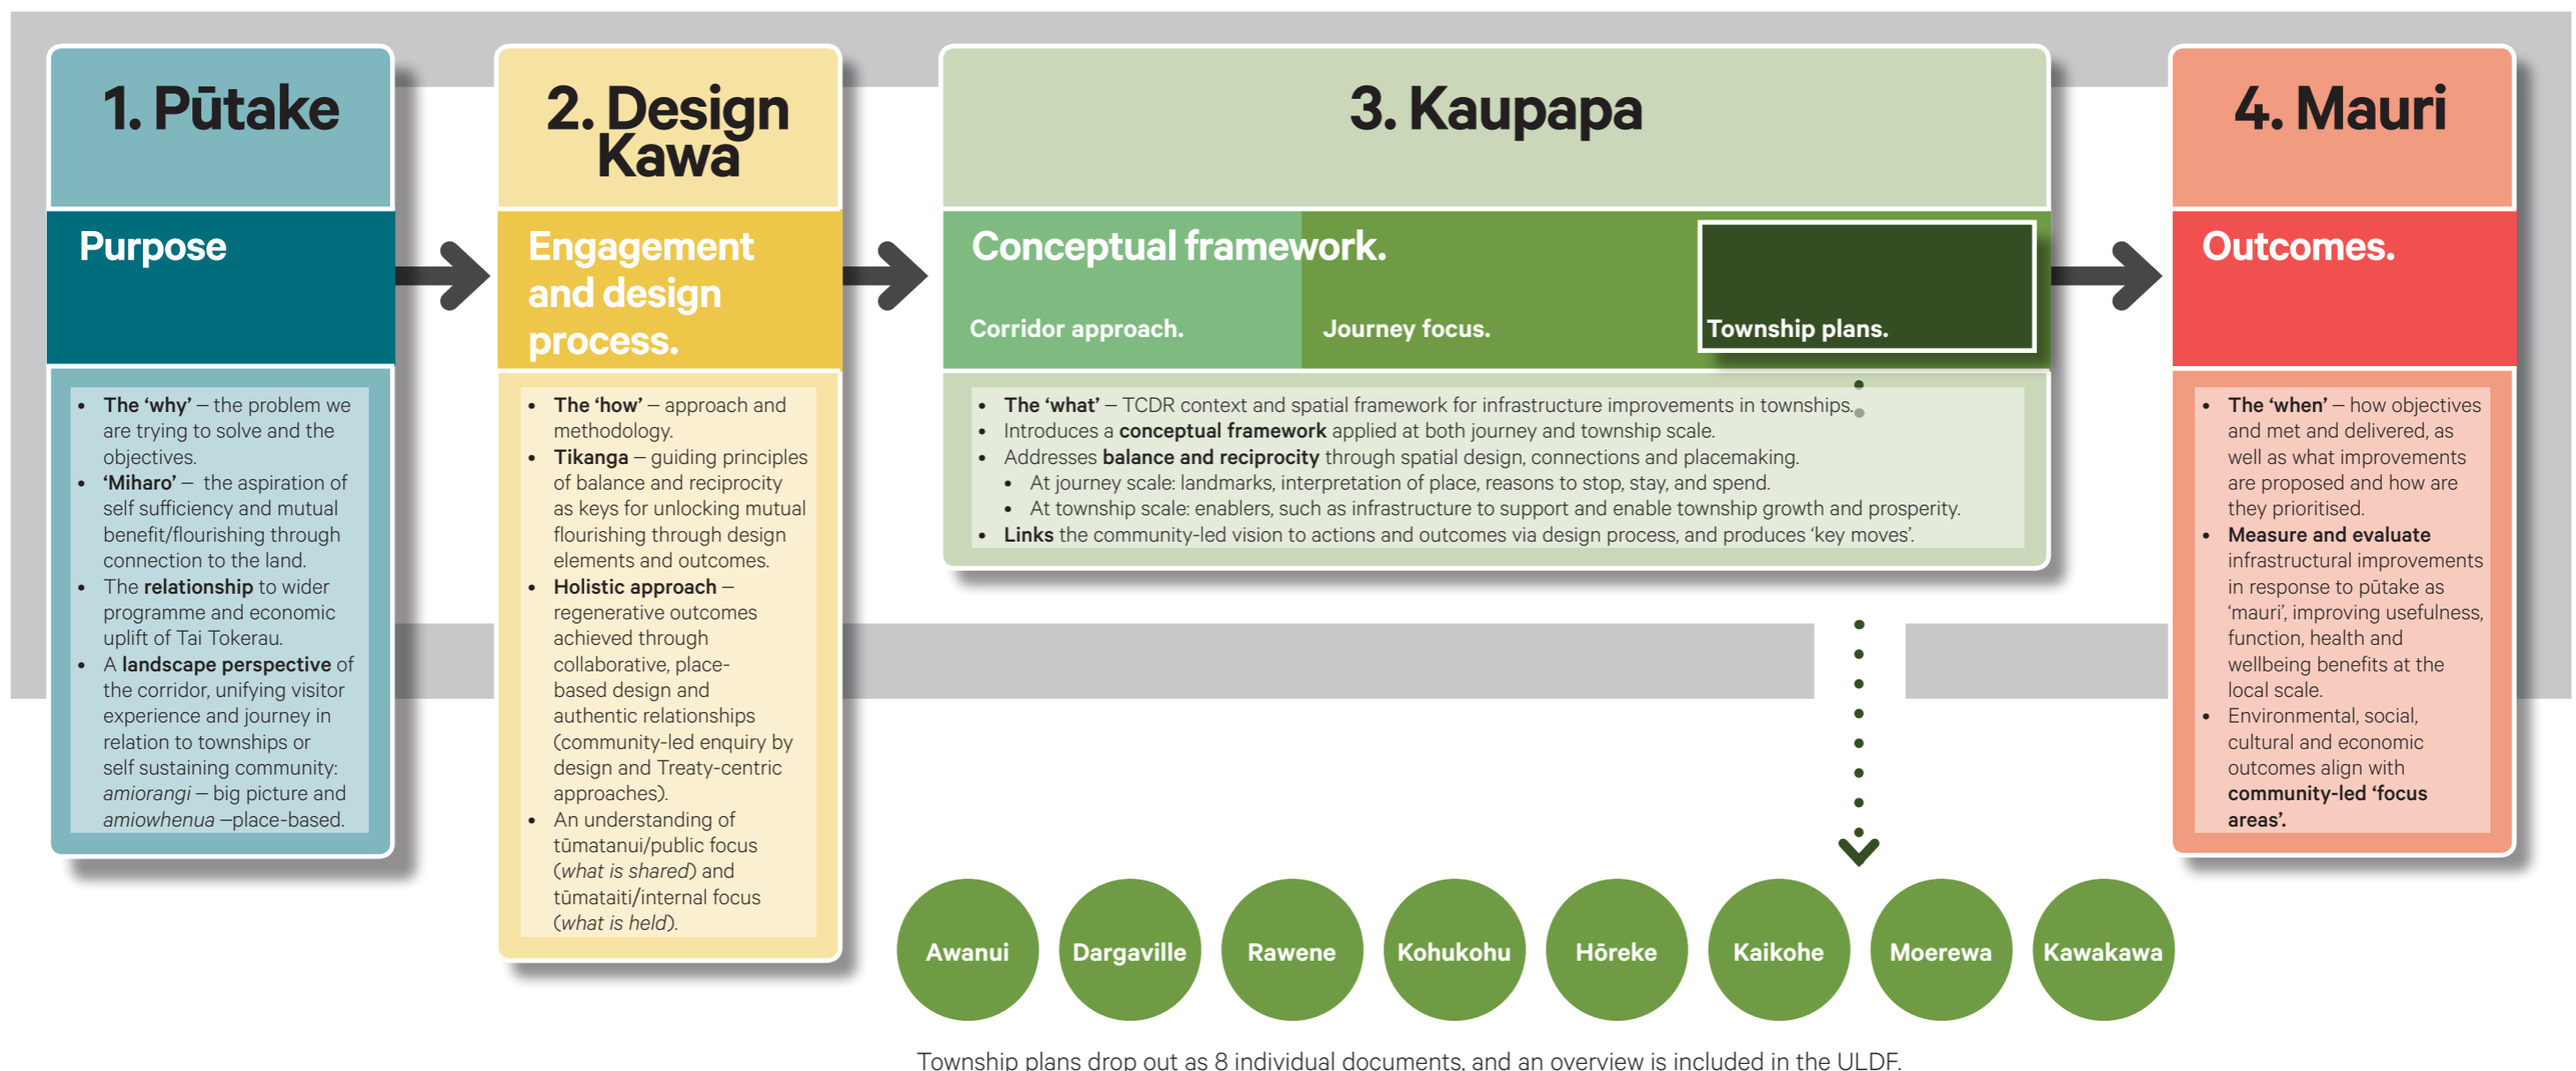 1. Pūtake
Purpose
• The ‘why’ – the problem we
are trying to solve and the
objectives.
• ‘Miharo’ – the aspiration of
self sufficiency and mutual
benefit/flourishing through
connection to the land.
• The relationship to wider
programme and economic
uplift of Tai Tokerau.
• A landscape perspective of
the corridor, unifying visitor
experience and journey in
relation to townships or
self sustaining community:
amiorangi – big picture and
amiowhenua –place-based.
2. Design
Kawa
Engagement
and design
process.
• The ‘how’ – approach and
methodology.
• Tikanga – guiding principles
of balance and reciprocity
as keys for unlocking mutual
flourishing through design
elements and outcomes.
• Holistic approach –
regenerative outcomes
achieved through
collaborative, place-
based design and
authentic relationships
(community-led enquiry by
design and Treaty-centric
approaches).
• An understanding of
tūmatanui/public focus
(what is shared) and
tūmataiti/internal focus
(what is held).
3. Kaupapa
Conceptual framework.
Corridor approach.
Journey focus.
Township plans.
• The ‘what’ – TCDR context and spatial framework for infrastructure improvements in townships.
• Introduces a conceptual framework applied at both journey and township scale.
• Addresses balance and reciprocity through spatial design, connections and placemaking.
• At journey scale: landmarks, interpretation of place, reasons to stop, stay, and spend.
• At township scale: enablers, such as infrastructure to support and enable township growth and prosperity.
• Links the community-led vision to actions and outcomes via design process, and produces ‘key moves’.
4. Mauri
Outcomes.
• The ‘when’ – how objectives
and met and delivered, as
well as what improvements
are proposed and how are
they prioritised.
• Measure and evaluate
infrastructural improvements
in response to pūtake as
‘mauri’, improving usefulness,
function, health and
wellbeing benefits at the
local scale.
• Environmental, social,
cultural and economic
outcomes align with
community-led ‘focus
areas’.
Awanui
Dargaville
Rawene
Kohukohu
Hōreke
Kaikohe
Moerewa
Kawakawa
Township plans drop out as 8 individual documents, and an overview is included in the ULDF.